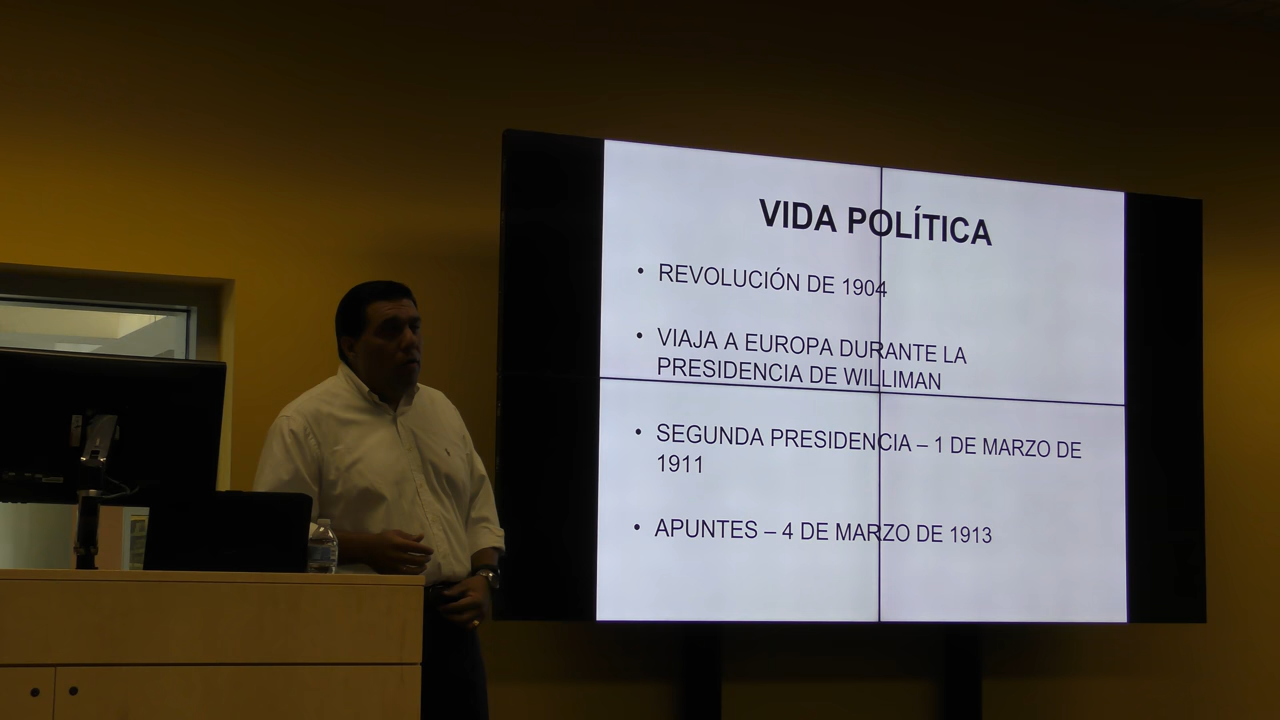 VIDA POLÍTICA
• REVOLUCIÓN DE 1904
• VIAJA A EUROPA DURANTE LA
PRESIDENCIA DE WILLIMAN
• SEGUNDA PRESIDENCIA – 1 DE MARZO DE
1911
• APUNTES – 4 DE MARZO DE 1913